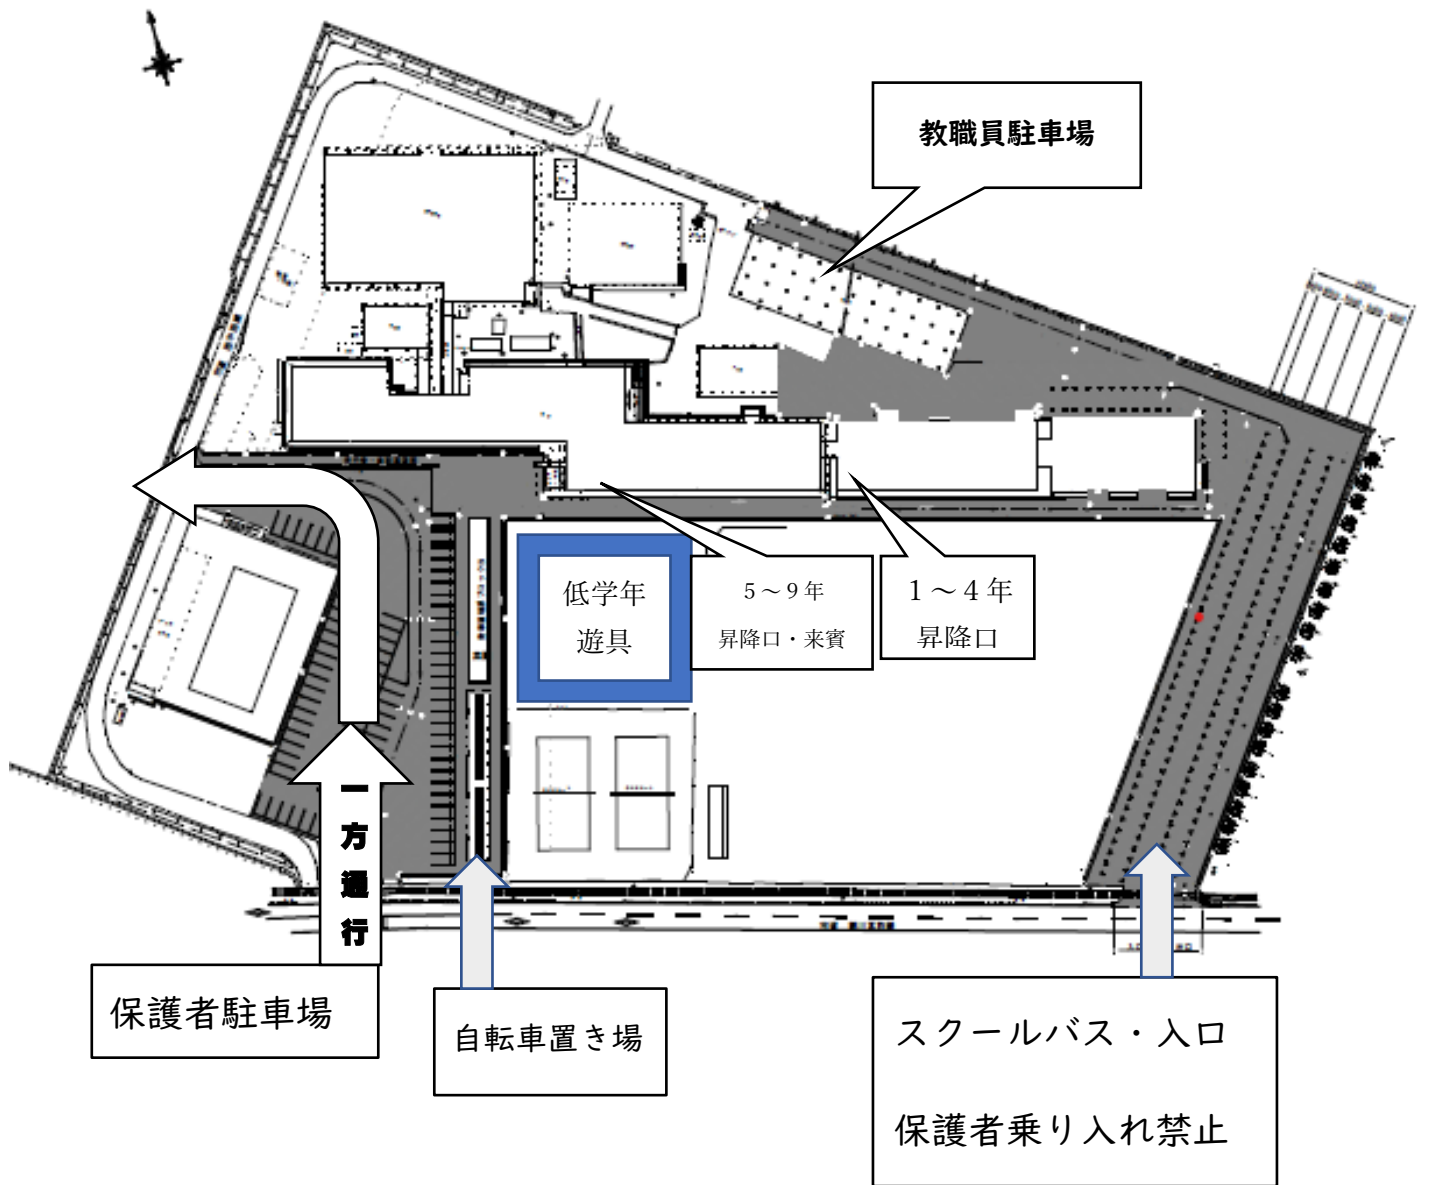 教職員駐車場
低学年
遊具
5~9年
昇降口・来賓
1~4年
昇降口
一方通行
保護者駐車場
自転車置き場
スクールバス・入口
保護者乗り入れ禁止